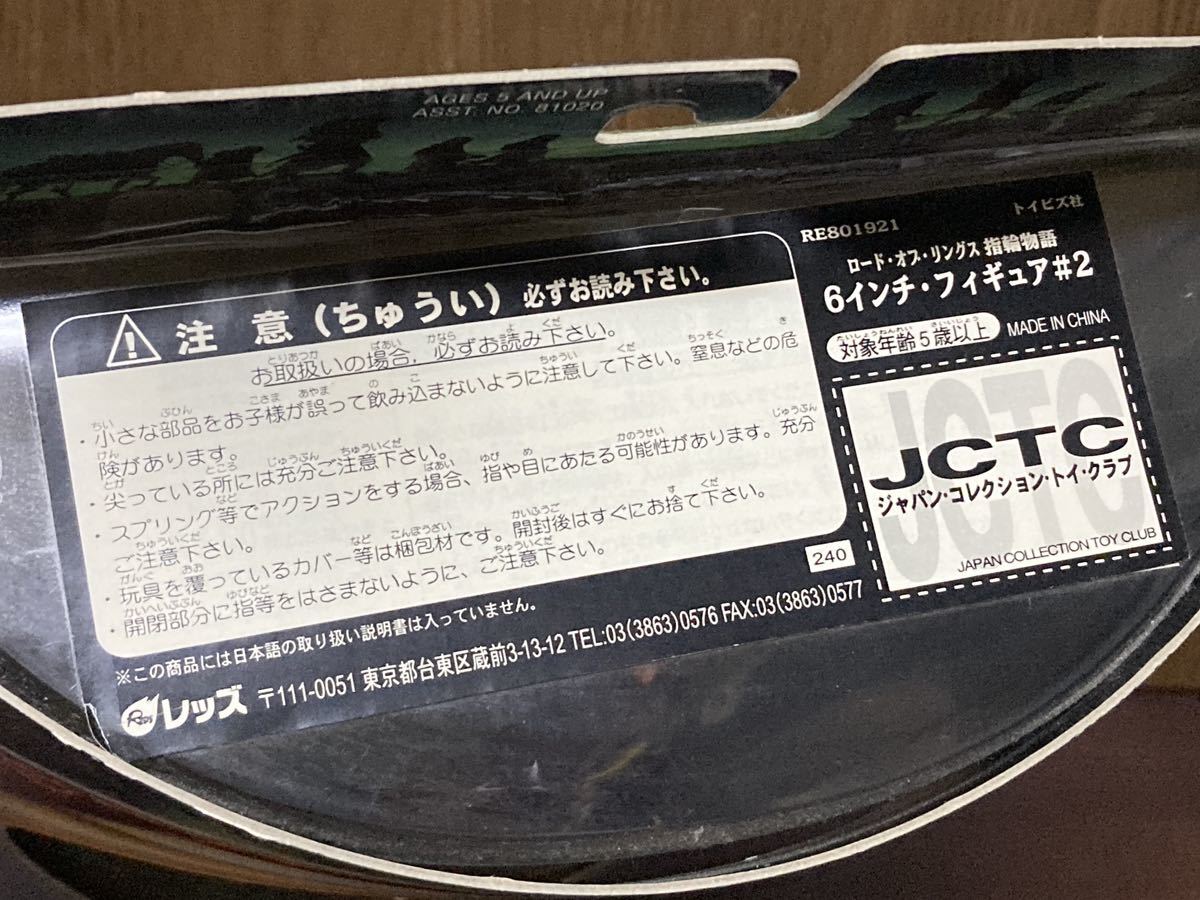 AGES 5 AND UP
ASST. NO. 81020
注 意 (ちゅうい) 必ずお読み下さい。
お取扱いの場合、必ずお読み下さい。
・小さな部品をお子様が誤って飲み込まないように注意して下さい。窒息などの危
険があります。
・尖っている所には充分ご注意下さい。
・スプリング等でアクションをする場合、指や目にあたる可能性があります。充分
ご注意下さい。
・玩具を覆っているカバー等は梱包材です。開封後はすぐにお捨て下さい。
・開閉部分に指等をはさまないように、ご注意下さい。
240
※この商品には日本語の取り扱い説明書は入っていません。
Reds レッズ 〒111-0051 東京都台東区蔵前3-13-12 TEL:03(3863)0576 FAX:03(3863)0577
RE801921
トイビズ社
ロード・オブ・リングス 指輪物語
6インチ・フィギュア#2
対象年齢5歳以上 MADE IN CHINA
JCTC
JCTC
ジャパン・コレクション・トイ・クラブ
JAPAN COLLECTION TOY CLUB